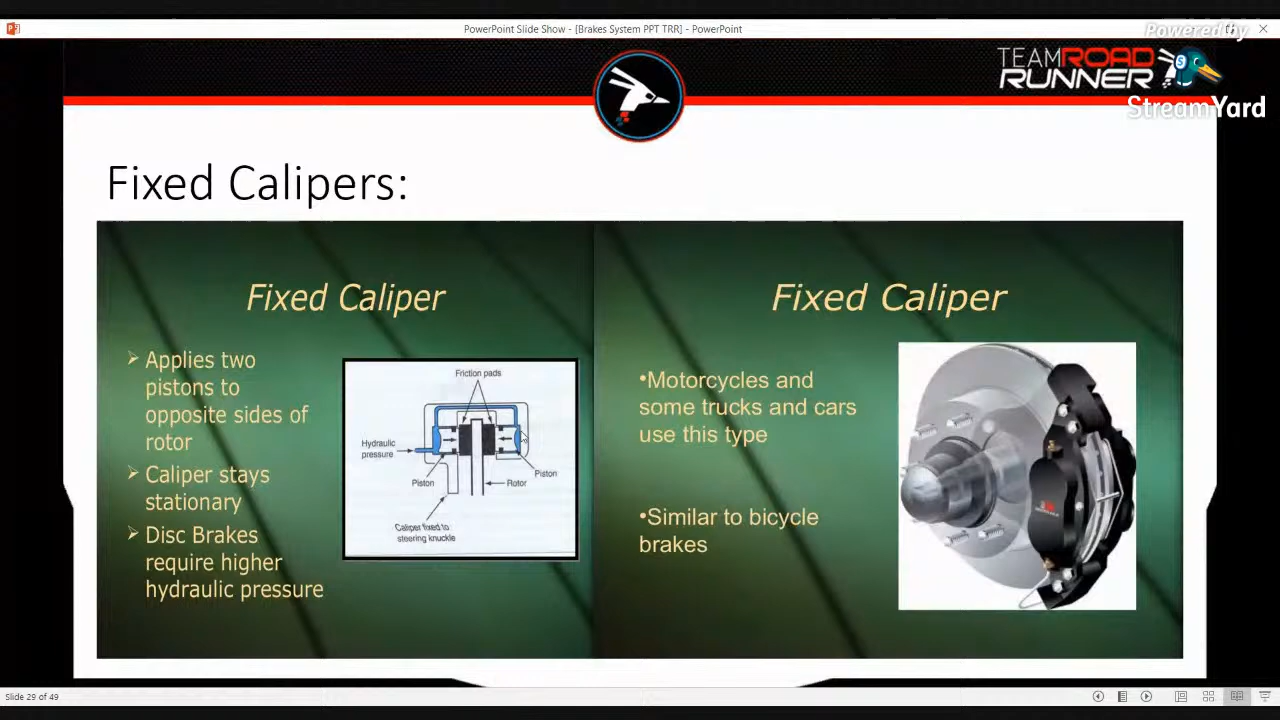 PowerPoint Slide Show - [Brakes System PPT TRR] - PowerPoint
Powered by
TEAMROAD
RUNNER
StreamYard
Fixed Calipers:
Fixed Caliper
➢ Applies two
pistons to
opposite sides of
rotor
➢ Caliper stays
stationary
➢ Disc Brakes
require higher
hydraulic pressure
Friction pads
Hydraulic
pressure
Piston
Piston
Rotor
Caliper fixed to
steering knuckle
Fixed Caliper
•Motorcycles and
some trucks and cars
use this type
•Similar to bicycle
brakes
Slide 29 of 49